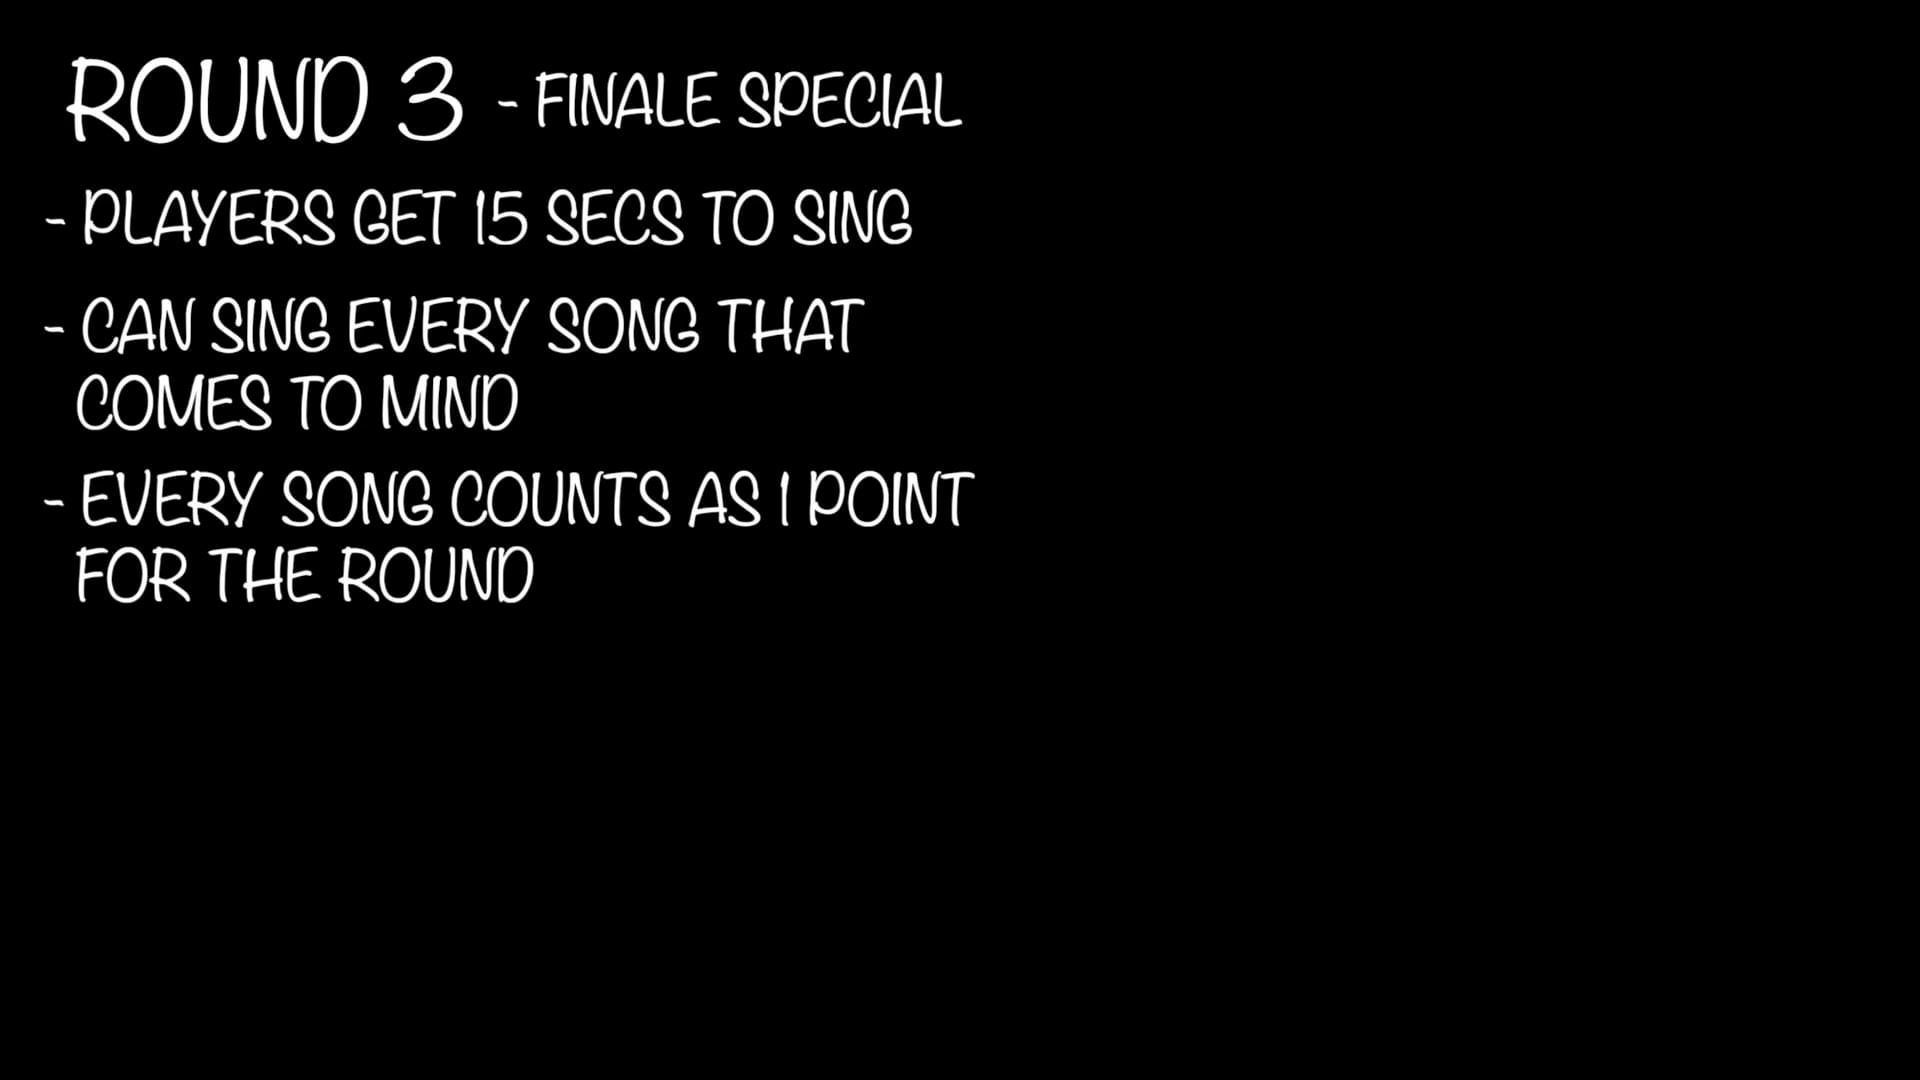 ROUND 3 - FINALE SPECIAL
- PLAYERS GET 15 SECS TO SING
- CAN SING EVERY SONG THAT
COMES TO MIND
- EVERY SONG COUNTS AS 1 POINT
FOR THE ROUND